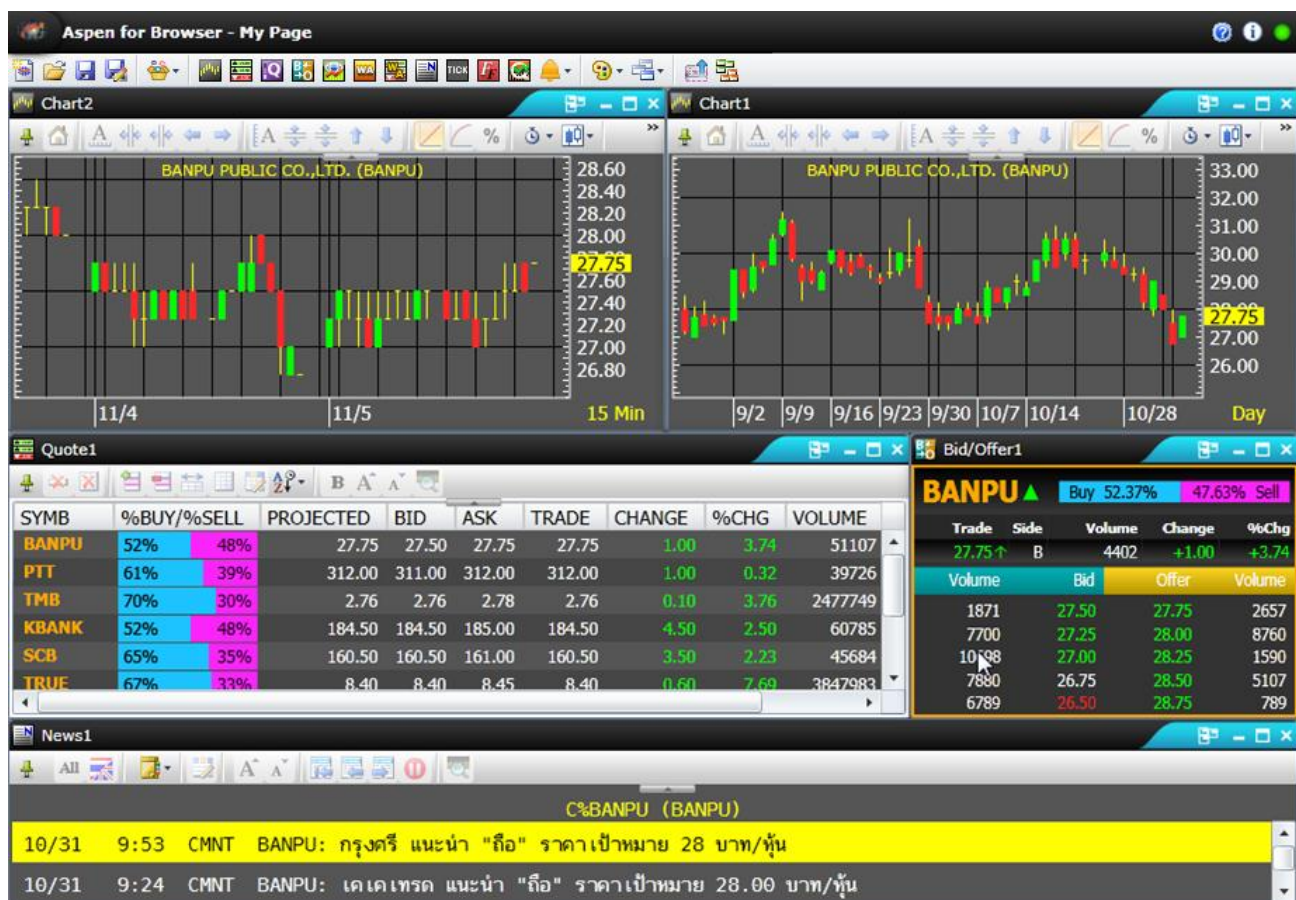 Aspen for Browser - My Page
WA
TICK
Chart2
A A % »
BANPU PUBLIC CO.,LTD. (BANPU)
28.60
28.40
28.20
28.00
27.75
27.60
27.40
27.20
27.00
26.80
11/4 11/5 15 Min
Chart1
A A % »
BANPU PUBLIC CO.,LTD. (BANPU)
33.00
32.00
31.00
30.00
29.00
27.75
27.00
26.00
9/2 9/9 9/16 9/23 9/30 10/7 10/14 10/28 Day
Quote1
B A A
SYMB %BUY/%SELL PROJECTED BID ASK TRADE CHANGE %CHG VOLUME
BANPU 52% 48% 27.75 27.50 27.75 27.75 1.00 3.74 51107
PTT 61% 39% 312.00 311.00 312.00 312.00 1.00 0.32 39726
TMB 70% 30% 2.76 2.76 2.78 2.76 0.10 3.76 2477749
KBANK 52% 48% 184.50 184.50 185.00 184.50 4.50 2.50 60785
SCB 65% 35% 160.50 160.50 161.00 160.50 3.50 2.23 45684
TRUE 67% 33% 8.40 8.40 8.45 8.40 0.60 7.69 3847983
Bid/Offer1
BANPU Buy 52.37% 47.63% Sell
Trade Side Volume Change %Chg
27.75↑ B 4402 +1.00 +3.74
Volume Bid Offer Volume
1871 27.50 27.75 2657
7700 27.25 28.00 8760
27.00 28.25 1590
7880 26.75 28.50 5107
6789 26.50 28.75 789
News1
All A A
C%BANPU (BANPU)
10/31 9:53 CMNT BANPU: กรุงศรี แนะนำ "ถือ" ราคาเป้าหมาย 28 บาท/หุ้น
10/31 9:24 CMNT BANPU: เคเคเทรด แนะนำ "ถือ" ราคาเป้าหมาย 28.00 บาท/หุ้น